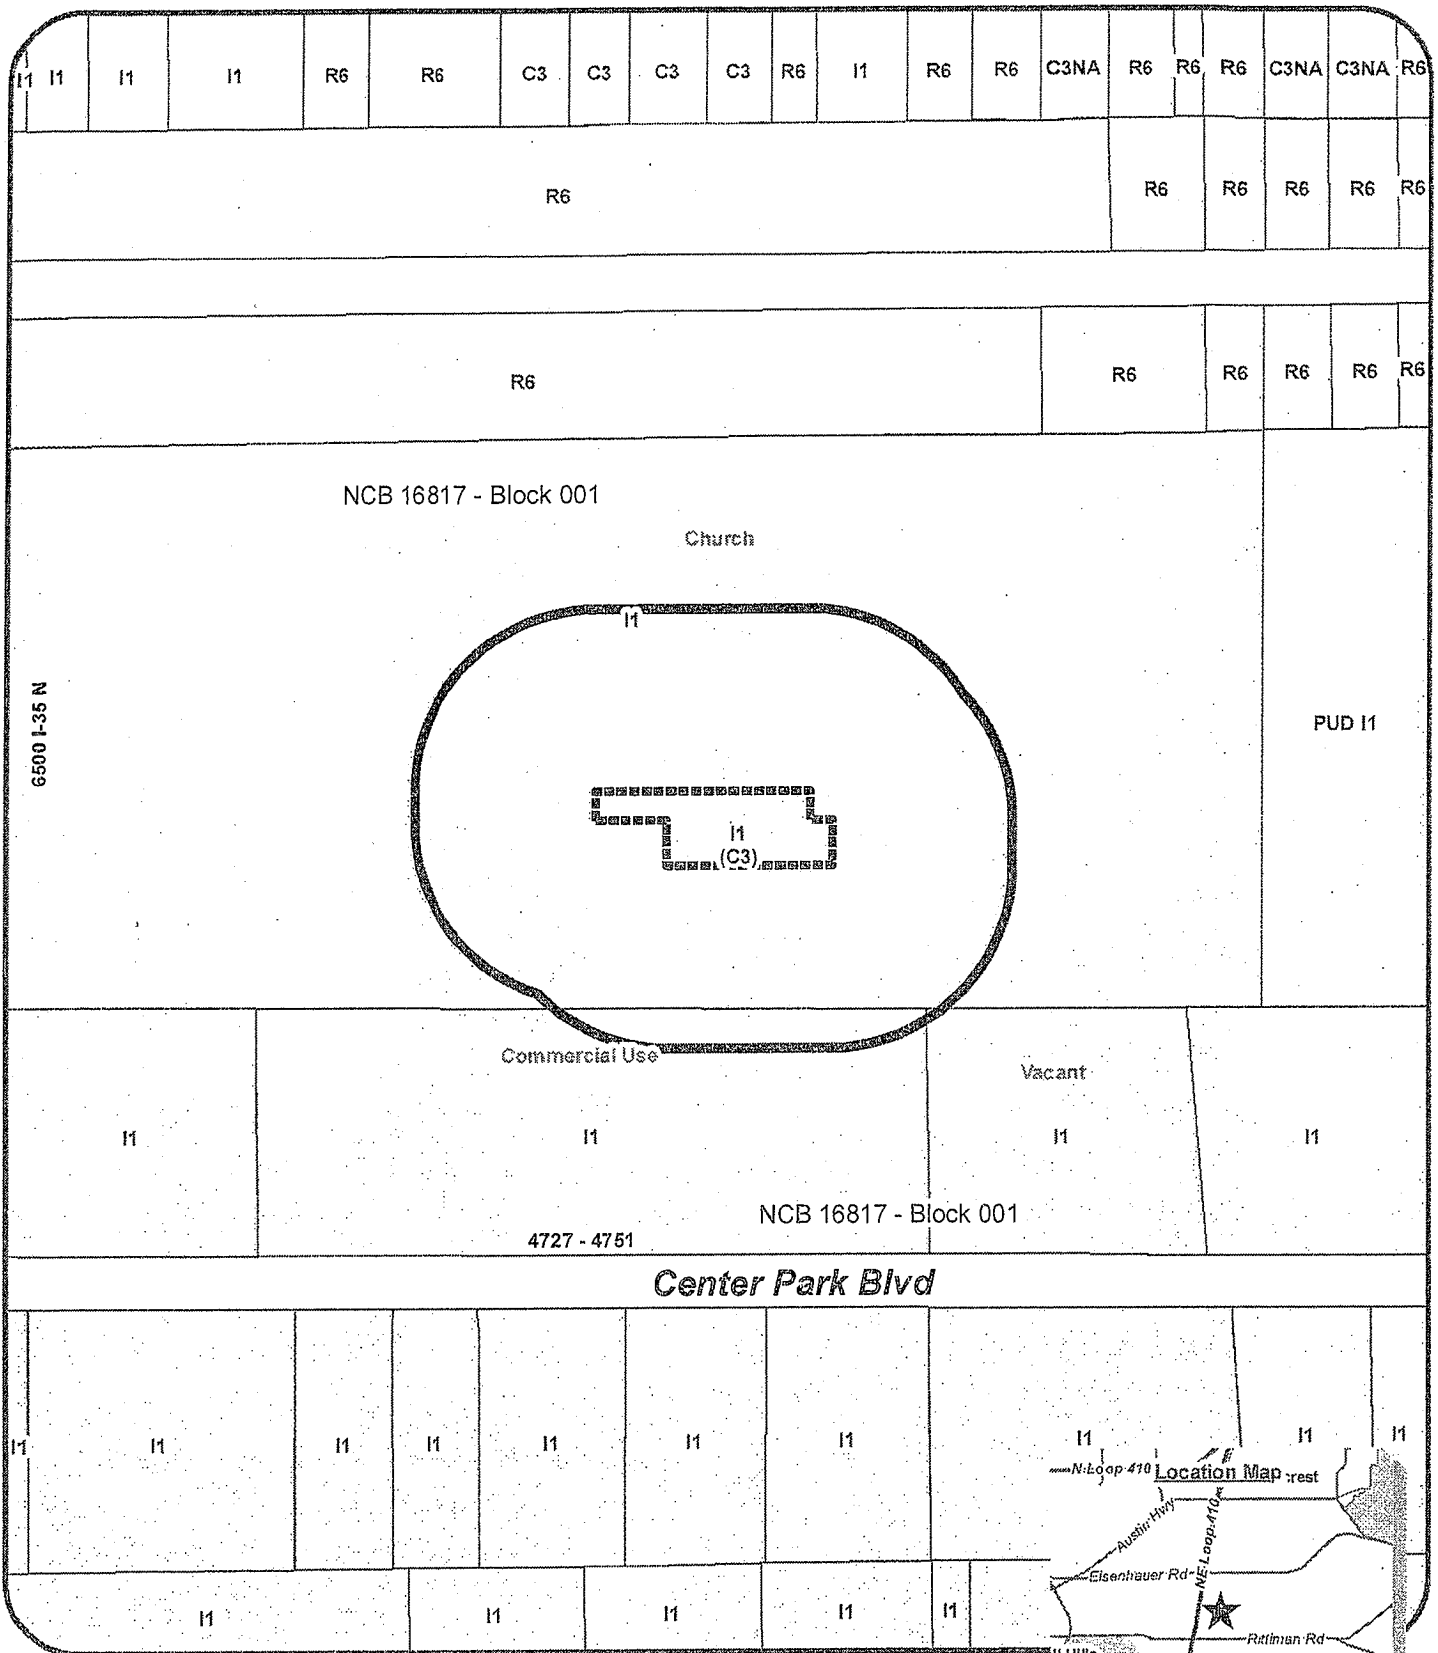 I1 I1 I1 I1 R6 R6 C3 C3 C3 C3 R6 I1 R6 R6 C3NA R6 R6 R6 C3NA C3NA R6
R6 R6 R6 R6 R6 R6
R6 R6 R6 R6 R6 R6
NCB 16817 - Block 001
Church
I1
6500 I-35 N
PUD I1
I1
(C3)
Commercial Use
Vacant
I1 I1 I1 I1
NCB 16817 - Block 001
4727 - 4751
Center Park Blvd
I1 I1 I1 I1 I1 I1 I1 I1 I1 I1
N Loop 410 Location Map crest
Austin Hwy
NE Loop 410
Eisenhauer Rd
I1 I1 I1 I1 I1
Rittiman Rd